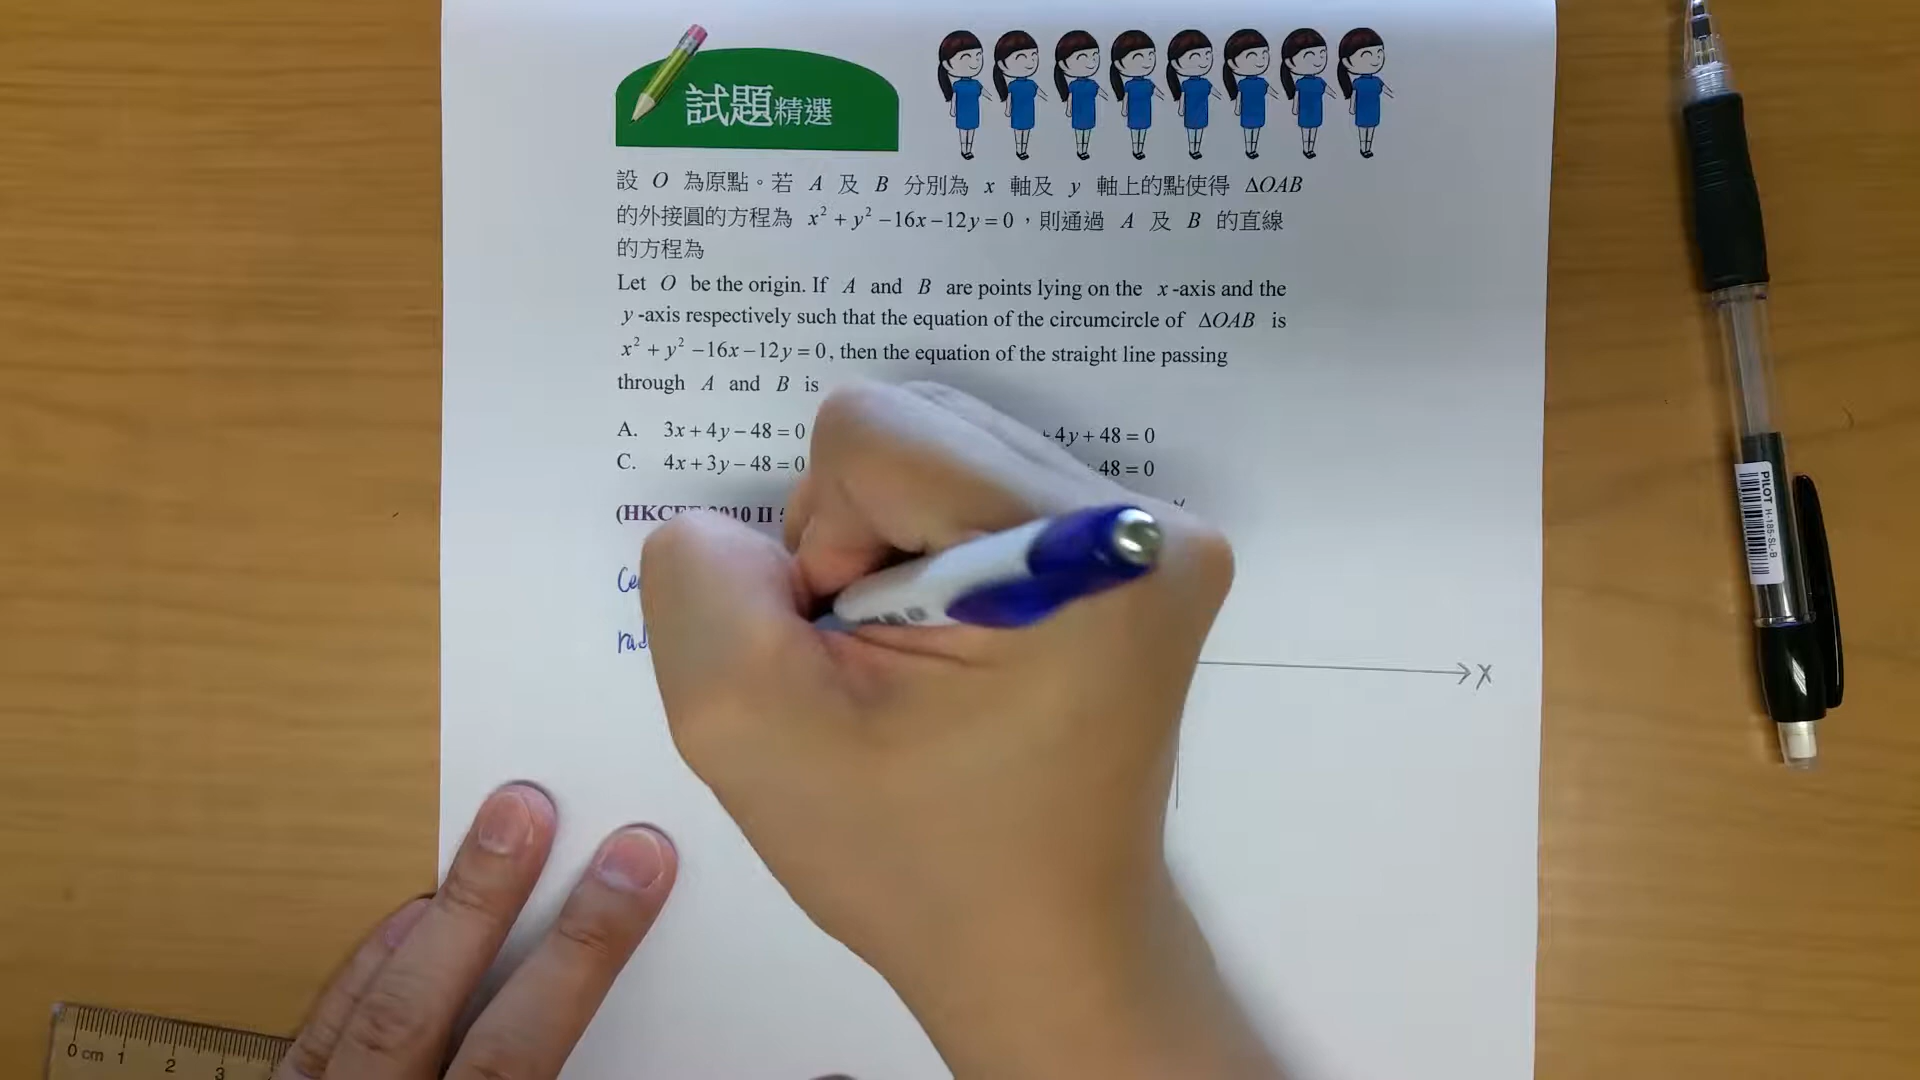 試題精選
設 O 為原點。若 A 及 B 分別為 x 軸及 y 軸上的點使得 ΔOAB
的外接圓的方程為 x² + y² − 16x − 12y = 0，則通過 A 及 B 的直線
的方程為
Let O be the origin. If A and B are points lying on the x-axis and the
y-axis respectively such that the equation of the circumcircle of ΔOAB is
x² + y² − 16x − 12y = 0, then the equation of the straight line passing
through A and B is
A. 3x + 4y − 48 = 0 4y + 48 = 0
C. 4x + 3y − 48 = 0 48 = 0
II
x
PILOT H-185-SL-B
0 cm 1 2 3